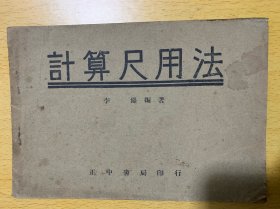 計算尺用法
李 編著
正中書局印行